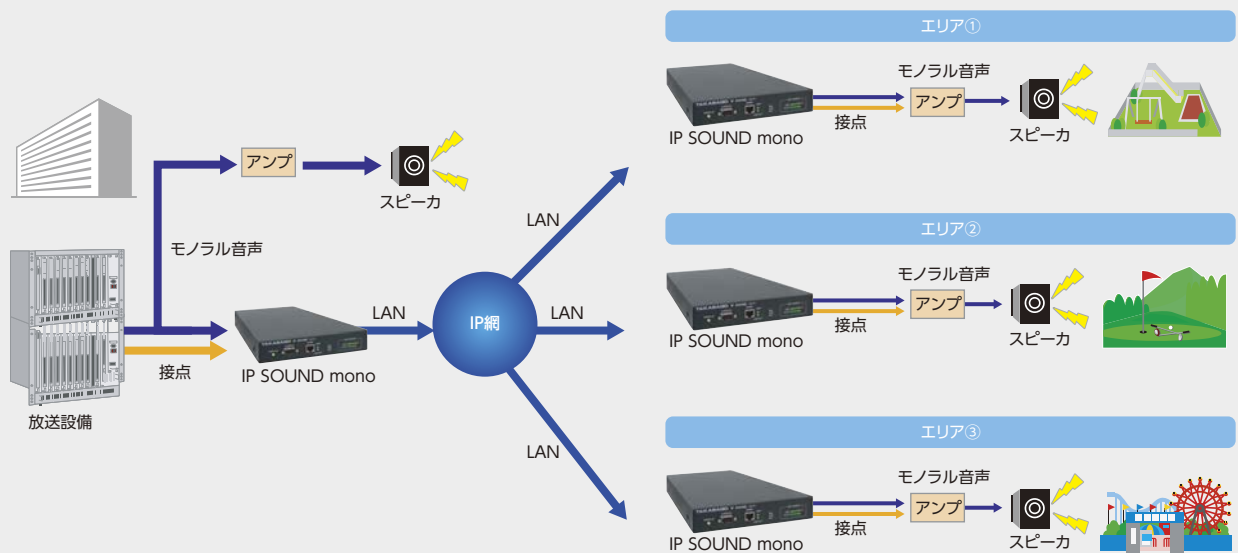 アンプ
スピーカ
モノラル音声
接点
放送設備
IP SOUND mono
LAN
IP網
LAN
LAN
LAN
エリア①
IP SOUND mono
モノラル音声
アンプ
接点
スピーカ
エリア②
IP SOUND mono
モノラル音声
アンプ
接点
スピーカ
エリア③
IP SOUND mono
モノラル音声
アンプ
接点
スピーカ